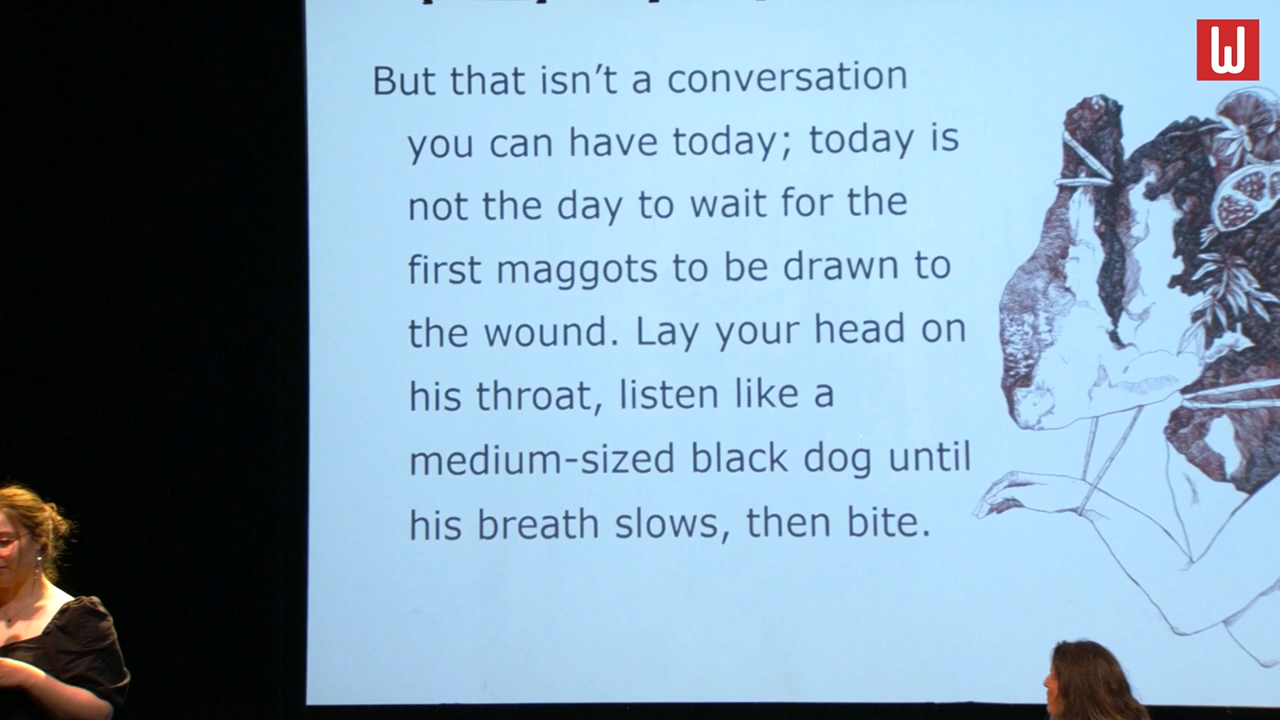 W
But that isn’t a conversation
you can have today; today is
not the day to wait for the
first maggots to be drawn to
the wound. Lay your head on
his throat, listen like a
medium-sized black dog until
his breath slows, then bite.